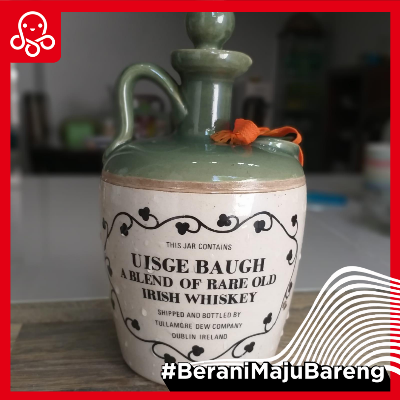 THIS JAR CONTAINS
UISGE BAUGH
A BLEND OF RARE OLD
IRISH WHISKEY
SHIPPED AND BOTTLED BY
TULLAMORE DEW COMPANY
DUBLIN IRELAND
#BeraniMajuBareng